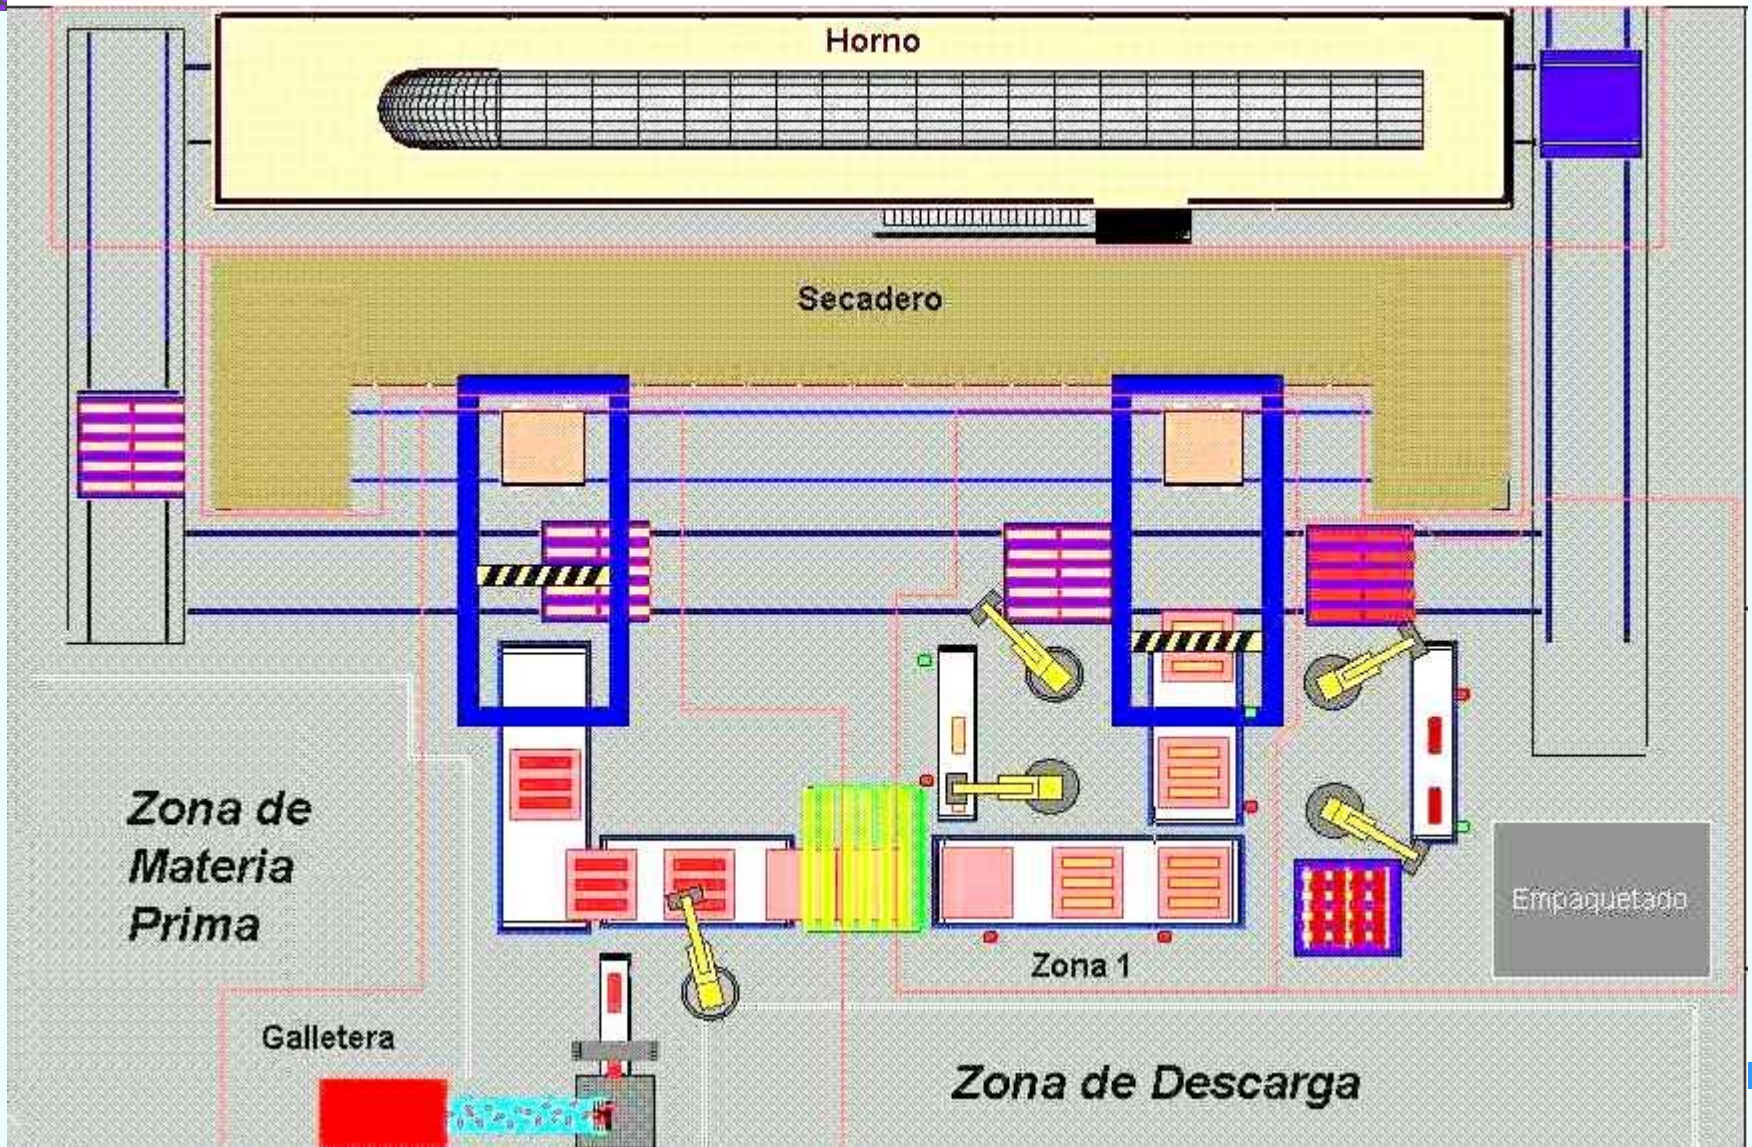 Horno
Secadero
Zona de
Materia
Prima
Empaquetado
Zona 1
Galletera
Zona de Descarga